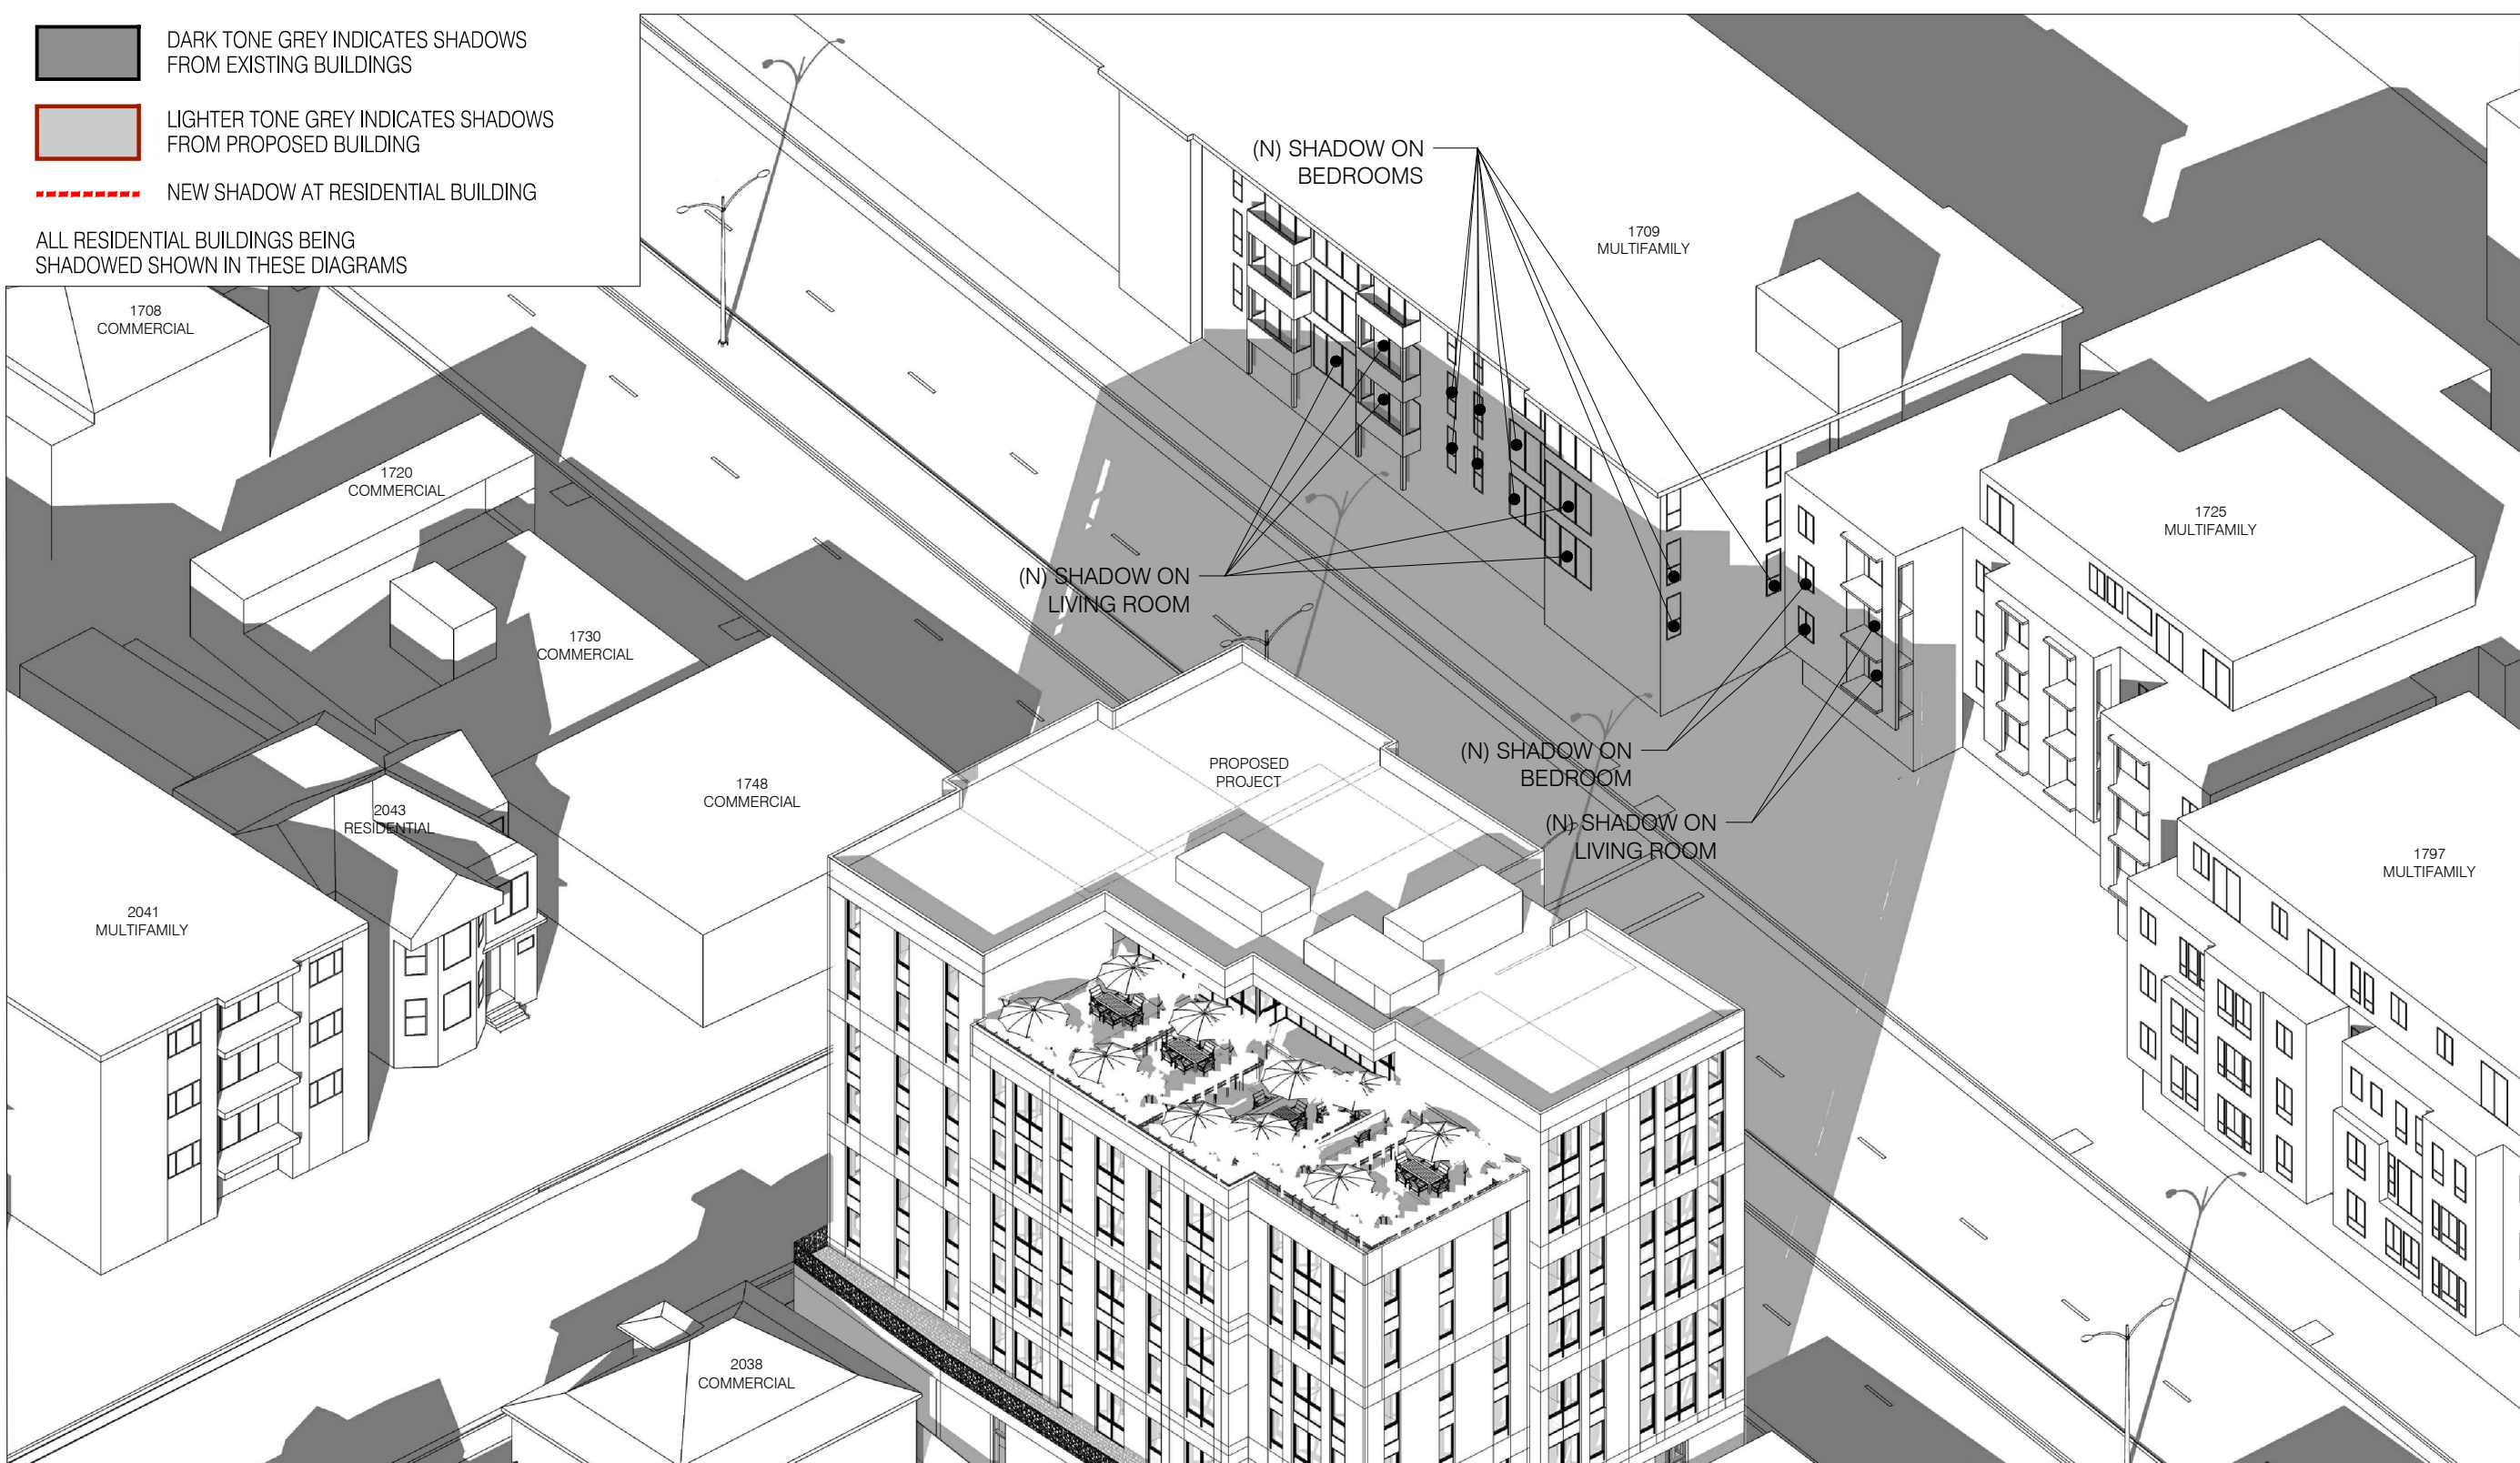 DARK TONE GREY INDICATES SHADOWS
FROM EXISTING BUILDINGS
LIGHTER TONE GREY INDICATES SHADOWS
FROM PROPOSED BUILDING
NEW SHADOW AT RESIDENTIAL BUILDING
ALL RESIDENTIAL BUILDINGS BEING
SHADOWED SHOWN IN THESE DIAGRAMS
(N) SHADOW ON
BEDROOMS
1709
MULTIFAMILY
1708
COMMERCIAL
1720
COMMERCIAL
1725
MULTIFAMILY
(N) SHADOW ON
LIVING ROOM
1730
COMMERCIAL
(N) SHADOW ON
BEDROOM
PROPOSED
PROJECT
1748
COMMERCIAL
2043
RESIDENTIAL
(N) SHADOW ON
LIVING ROOM
1797
MULTIFAMILY
2041
MULTIFAMILY
2038
COMMERCIAL